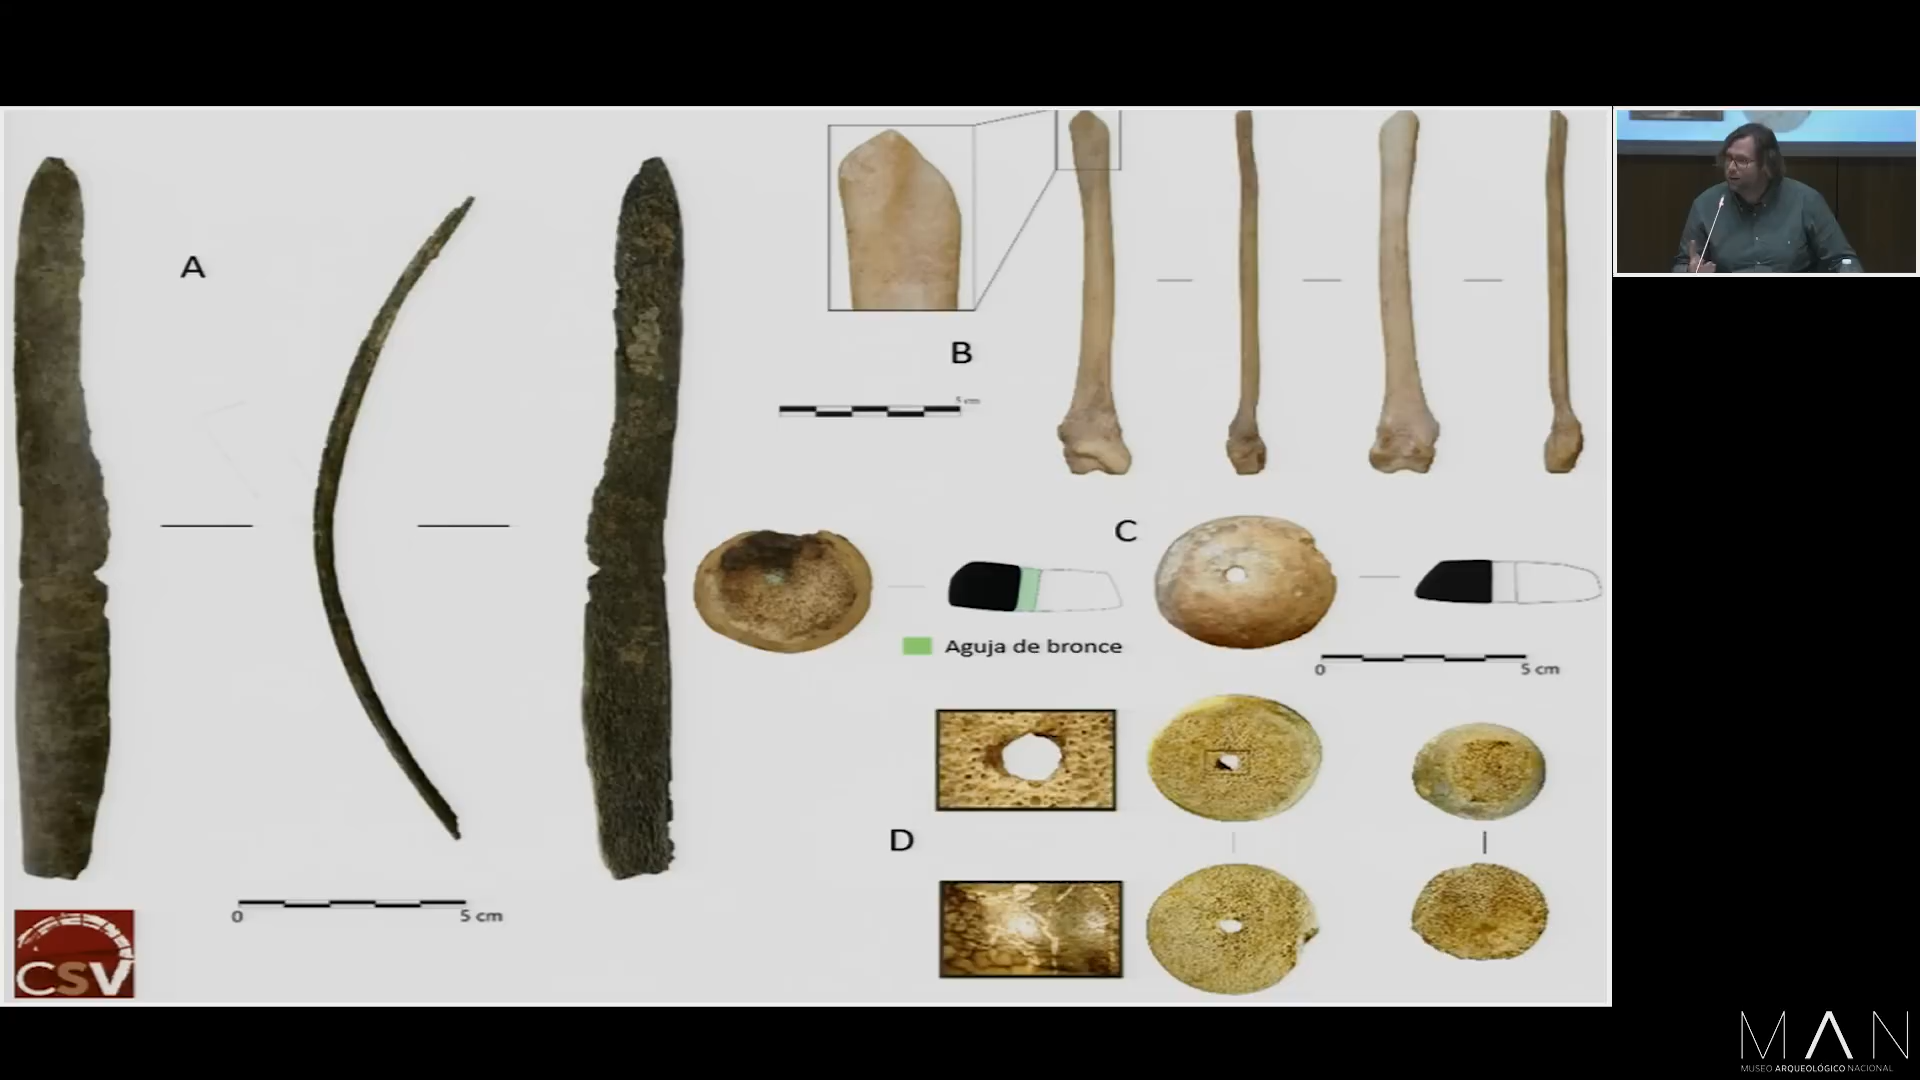 A
B
5 cm
C
Aguja de bronce
0 5 cm
D
0 5 cm
CSV
MAN
MUSEO ARQUEOLÓGICO NACIONAL